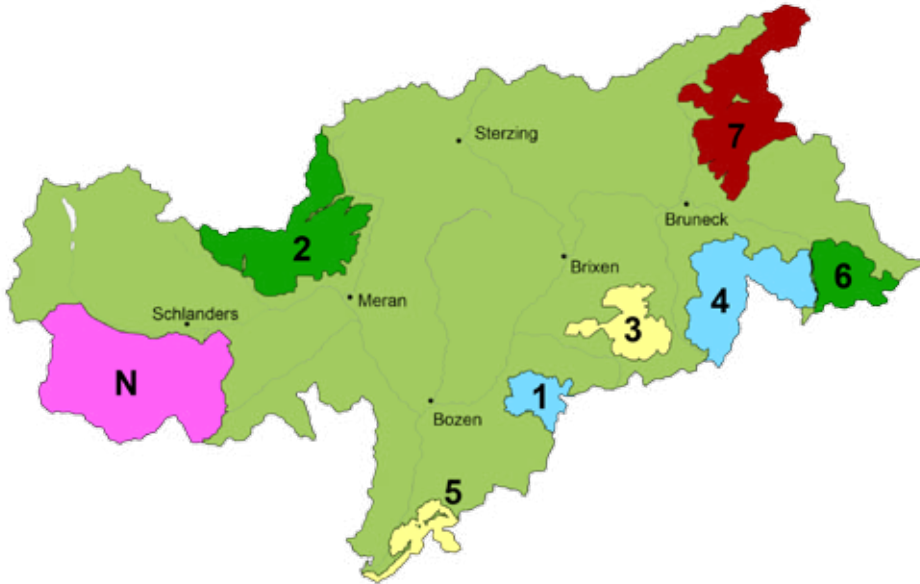 7
Sterzing
Bruneck
2
Brixen
6
Meran
4
Schlanders
3
N
1
Bozen
5